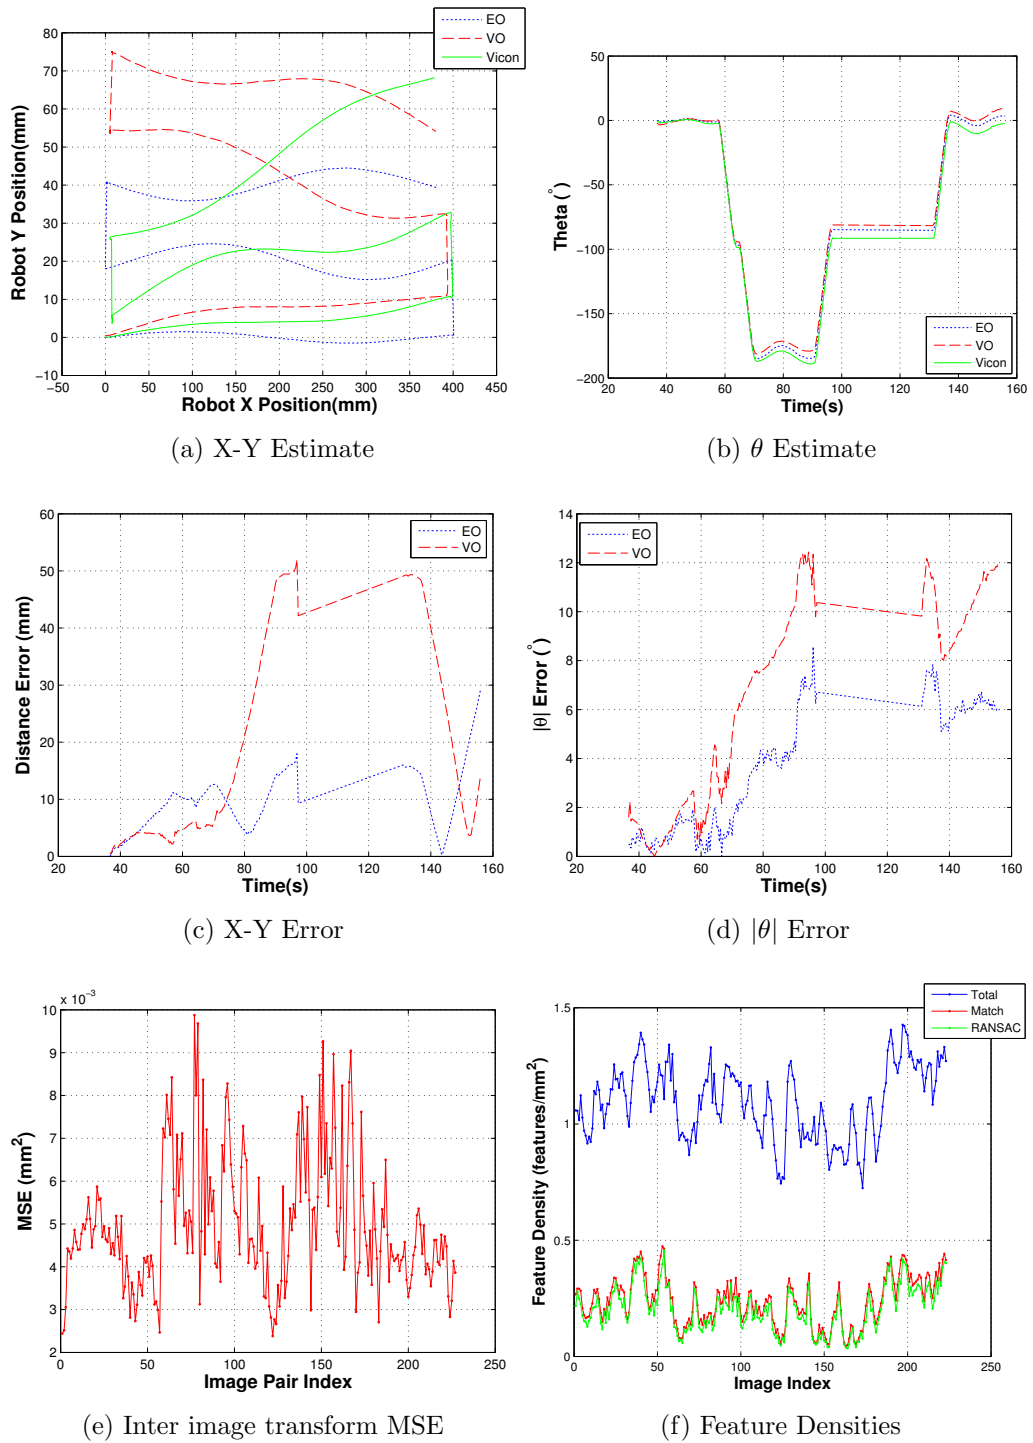 EO
VO
Vicon
80
70
60
50
40
30
20
10
0
−10
Robot Y Position(mm)
−50 0 50 100 150 200 250 300 350 400 450
Robot X Position(mm)
(a) X-Y Estimate
50
0
−50
−100
−150
−200
Theta (°)
EO
VO
Vicon
20 40 60 80 100 120 140 160
Time(s)
(b) θ Estimate
60
50
40
30
20
10
0
Distance Error (mm)
EO
VO
20 40 60 80 100 120 140 160
Time(s)
(c) X-Y Error
14
12
10
8
6
4
2
0
|θ| Error (°)
EO
VO
20 40 60 80 100 120 140 160
Time(s)
(d) |θ| Error
x 10⁻³
10
9
8
7
6
5
4
3
2
MSE (mm²)
0 50 100 150 200 250
Image Pair Index
(e) Inter image transform MSE
Total
Match
RANSAC
1.5
1
0.5
0
Feature Density (features/mm²)
0 50 100 150 200 250
Image Index
(f) Feature Densities